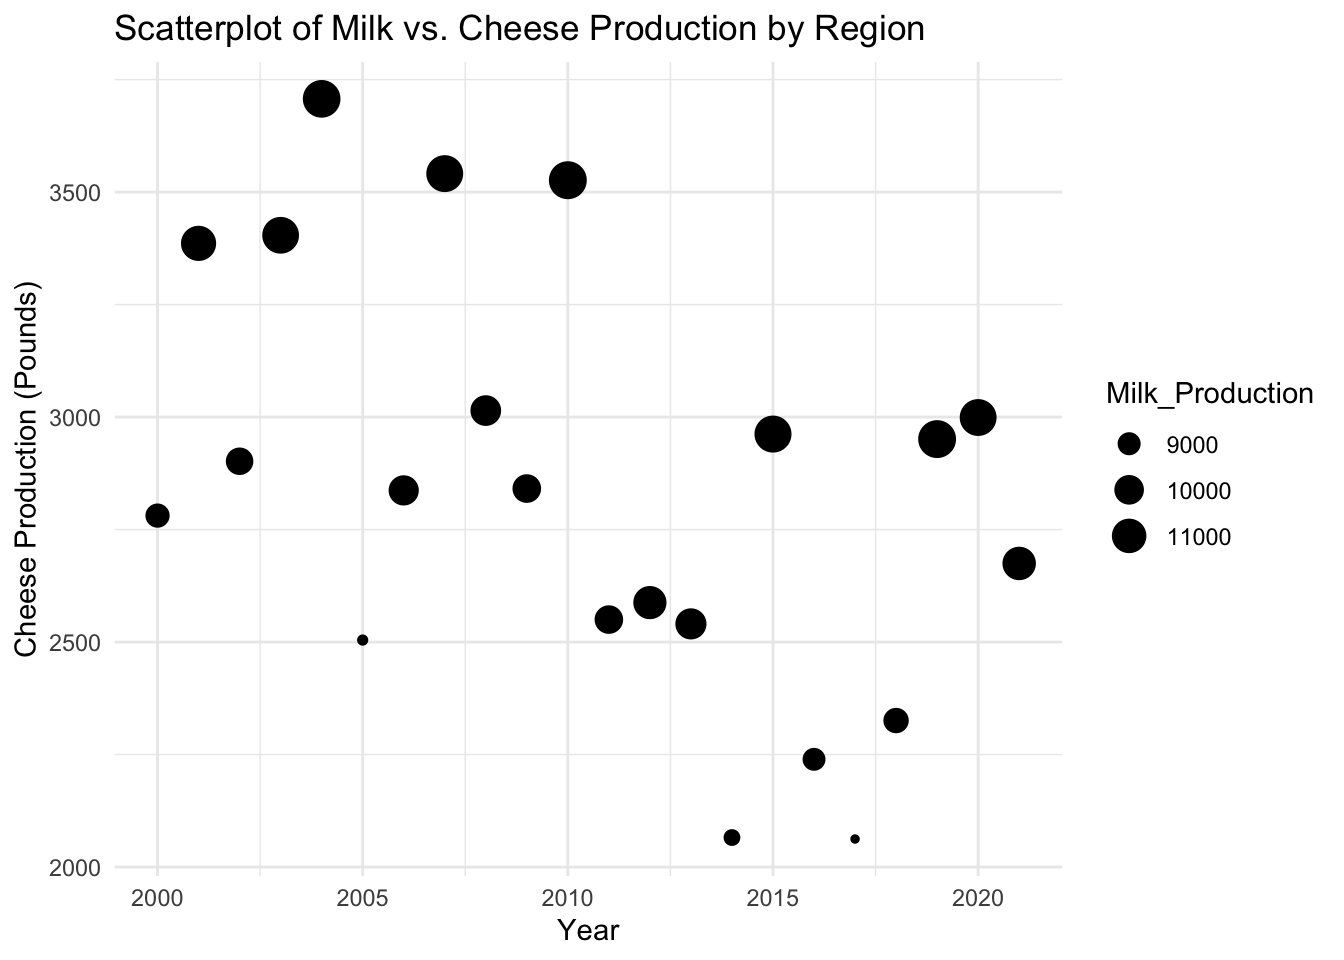 Scatterplot of Milk vs. Cheese Production by Region
Cheese Production (Pounds)
3500
3000
2500
2000
2000 2005 2010 2015 2020
Year
Milk_Production
9000
10000
11000